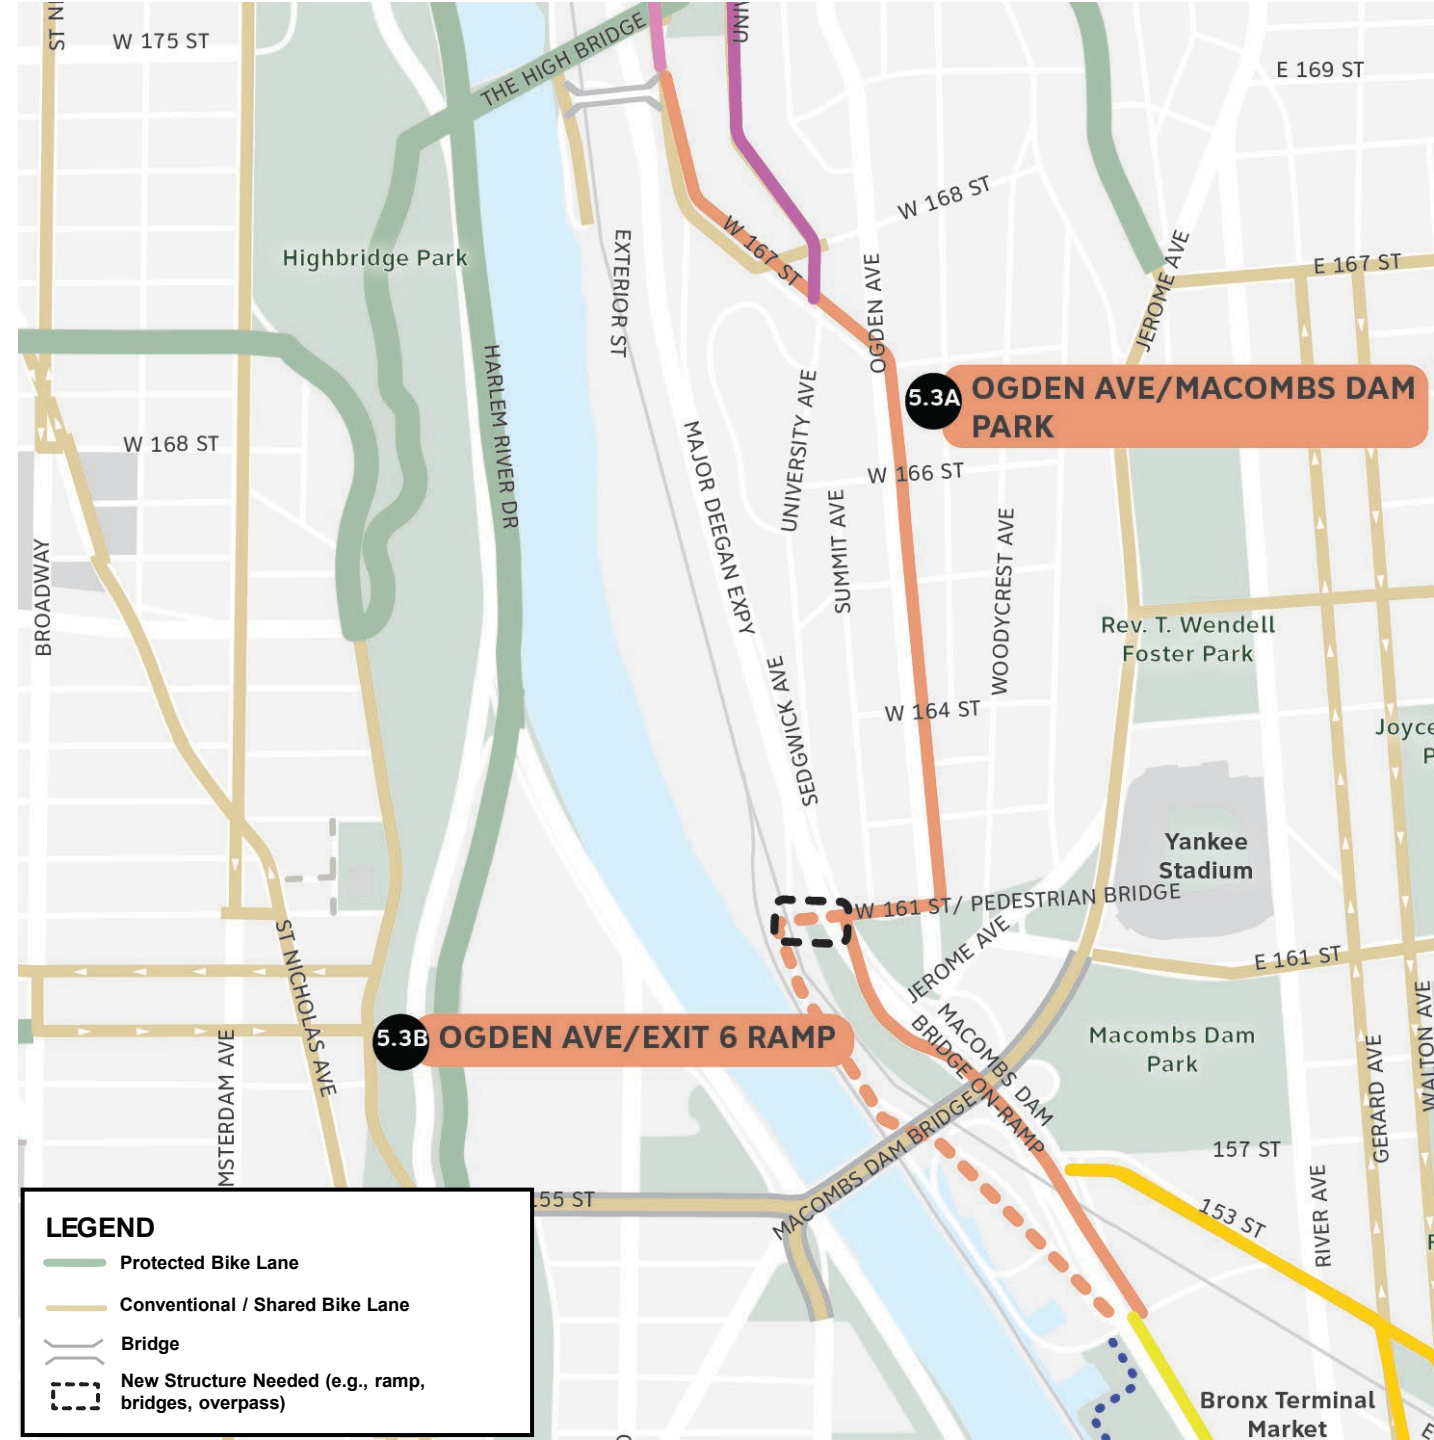 ST N
W 175 ST
THE HIGH BRIDGE
UNIV
E 169 ST
W 168 ST
Highbridge Park
EXTERIOR ST
W 167 ST
OGDEN AVE
JEROME AVE
E 167 ST
HARLEM RIVER DR
5.3A
OGDEN AVE/MACOMBS DAM
PARK
W 168 ST
MAJOR DEEGAN EXPY
UNIVERSITY AVE
W 166 ST
SUMMIT AVE
WOODYCREST AVE
BROADWAY
Rev. T. Wendell
Foster Park
SEDGWICK AVE
W 164 ST
Joyce
P
Yankee
Stadium
W 161 ST/ PEDESTRIAN BRIDGE
JEROME AVE
E 161 ST
ST NICHOLAS AVE
5.3B
OGDEN AVE/EXIT 6 RAMP
MACOMBS DAM
BRIDGE ON-RAMP
Macombs Dam
Park
MSTERDAM AVE
GERARD AVE
WALTON AVE
MACOMBS DAM BRIDGE
157 ST
153 ST
RIVER AVE
155 ST
LEGEND
Protected Bike Lane
Conventional / Shared Bike Lane
Bridge
New Structure Needed (e.g., ramp,
bridges, overpass)
Bronx Terminal
Market